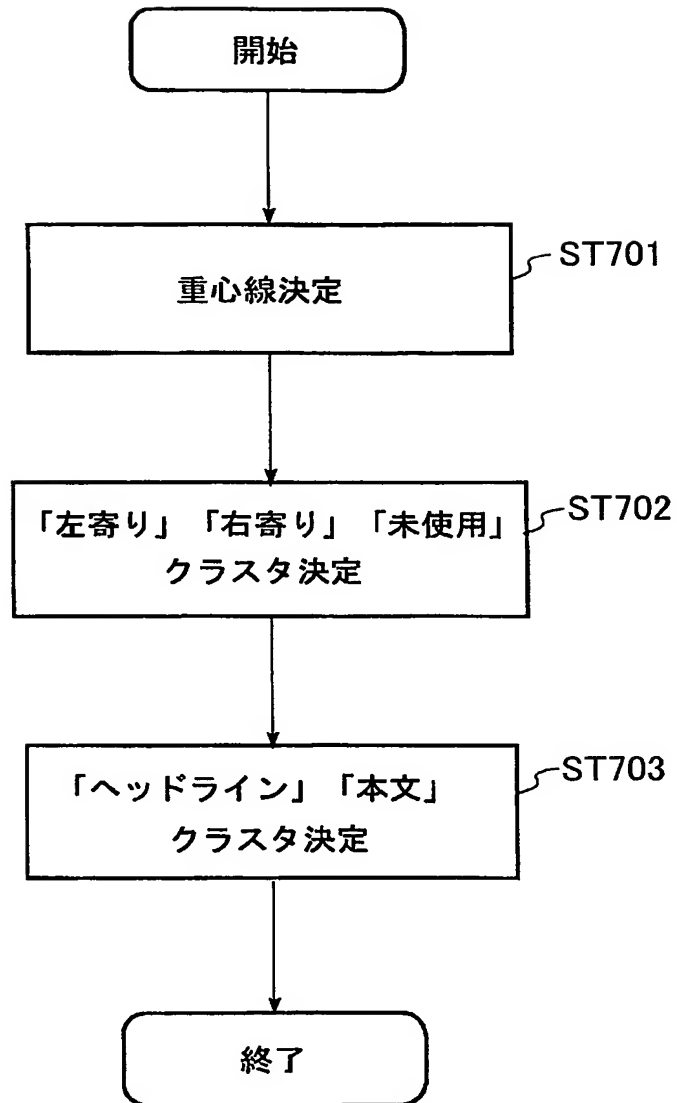 開始
重心線決定
ST701
「左寄り」「右寄り」「未使用」
クラスタ決定
ST702
「ヘッドライン」「本文」
クラスタ決定
ST703
終了